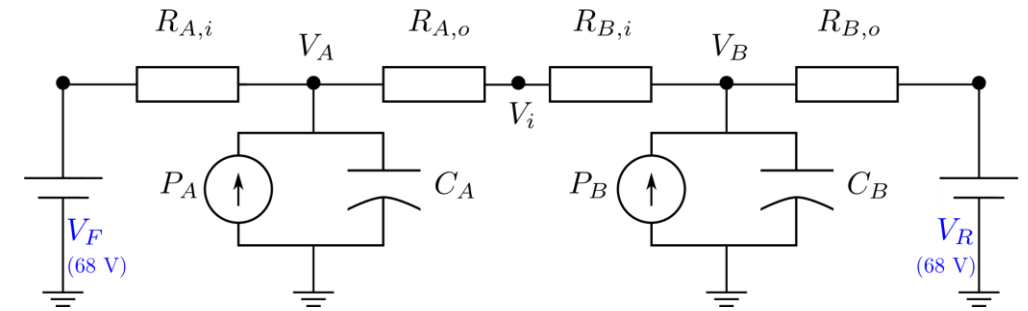 R_{A,i}
R_{A,o}
R_{B,i}
R_{B,o}
V_A
V_B
V_i
P_A
C_A
P_B
C_B
V_F
(68 V)
V_R
(68 V)